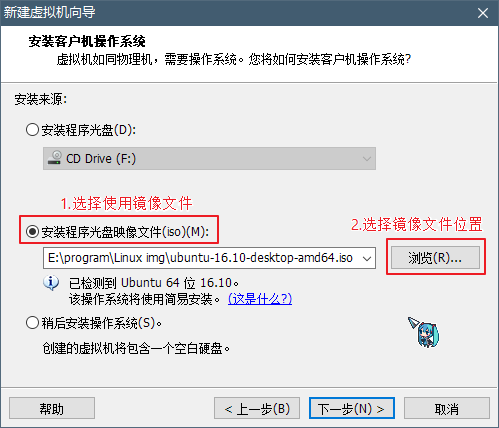 新建虚拟机向导
安装客户机操作系统
虚拟机如同物理机，需要操作系统。您将如何安装客户机操作系统?
安装来源:
安装程序光盘(D):
CD Drive (F:)
1.选择使用镜像文件
2.选择镜像文件位置
安装程序光盘映像文件(iso)(M):
E:\program\Linux img\ubuntu-16.10-desktop-amd64.iso
浏览(R)...
已检测到 Ubuntu 64 位 16.10。
该操作系统将使用简易安装。(这是什么?)
稍后安装操作系统(S)。
创建的虚拟机将包含一个空白硬盘。
帮助
< 上一步(B)
下一步(N) >
取消